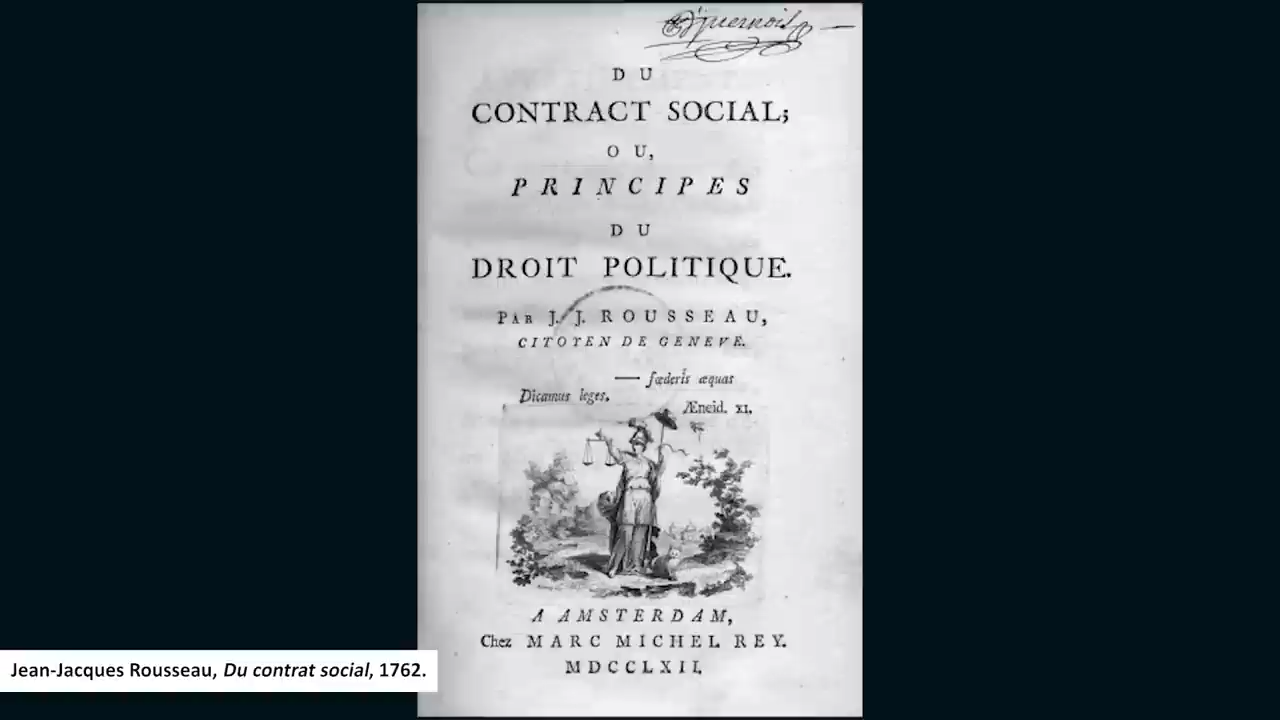 D'Ivernois
DU
CONTRACT SOCIAL;
OU,
PRINCIPES
DU
DROIT POLITIQUE.
PAR J. J. ROUSSEAU,
CITOYEN DE GENEVE.
— fœderis æquas
Dicamus leges.
Æneid. XI.
A AMSTERDAM,
Chez MARC MICHEL REY.
MDCCLXII.
Jean-Jacques Rousseau, Du contrat social, 1762.